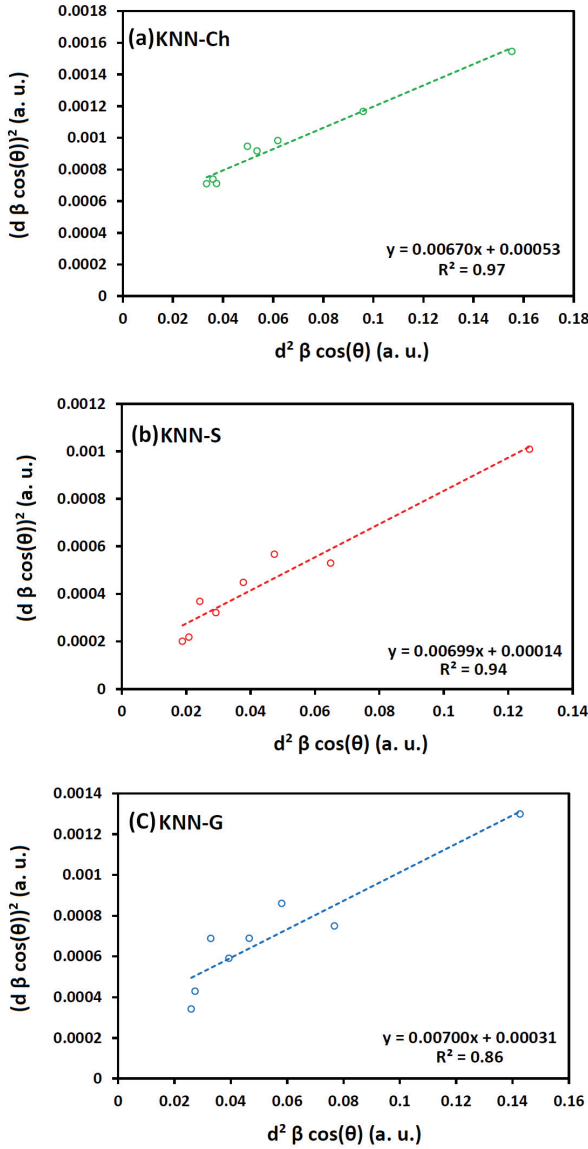 (a) KNN-Ch
(d β cos(θ))² (a. u.)
0.0018
0.0016
0.0014
0.0012
0.001
0.0008
0.0006
0.0004
0.0002
0
y = 0.00670x + 0.00053
R² = 0.97
0 0.02 0.04 0.06 0.08 0.1 0.12 0.14 0.16 0.18
d² β cos(θ) (a. u.)
(b) KNN-S
(d β cos(θ))² (a. u.)
0.0012
0.001
0.0008
0.0006
0.0004
0.0002
0
y = 0.00699x + 0.00014
R² = 0.94
0 0.02 0.04 0.06 0.08 0.1 0.12 0.14
d² β cos(θ) (a. u.)
(C) KNN-G
(d β cos(θ))² (a. u.)
0.0014
0.0012
0.001
0.0008
0.0006
0.0004
0.0002
0
y = 0.00700x + 0.00031
R² = 0.86
0 0.02 0.04 0.06 0.08 0.1 0.12 0.14 0.16
d² β cos(θ) (a. u.)